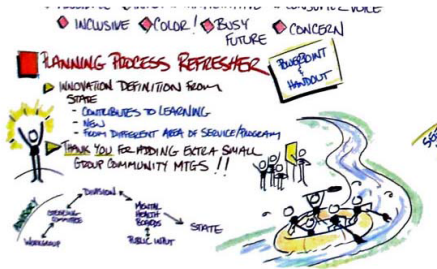 INCLUSIVE COLOR! BUSY FUTURE CONCERN
PLANNING PROCESS REFRESHER
POWERPOINT & HANDOUT
INNOVATION DEFINITION FROM
STATE
- CONTRIBUTES TO LEARNING
- NEW
- FROM DIFFERENT AREA OF SERVICE/PROGRAM
THANK YOU FOR ADDING EXTRA SMALL
GROUP COMMUNITY MTGS !!
DIVISION
STEERING
COMMITTEE
WORKGROUP
MENTAL
HEALTH
BOARDS
PUBLIC INPUT
STATE